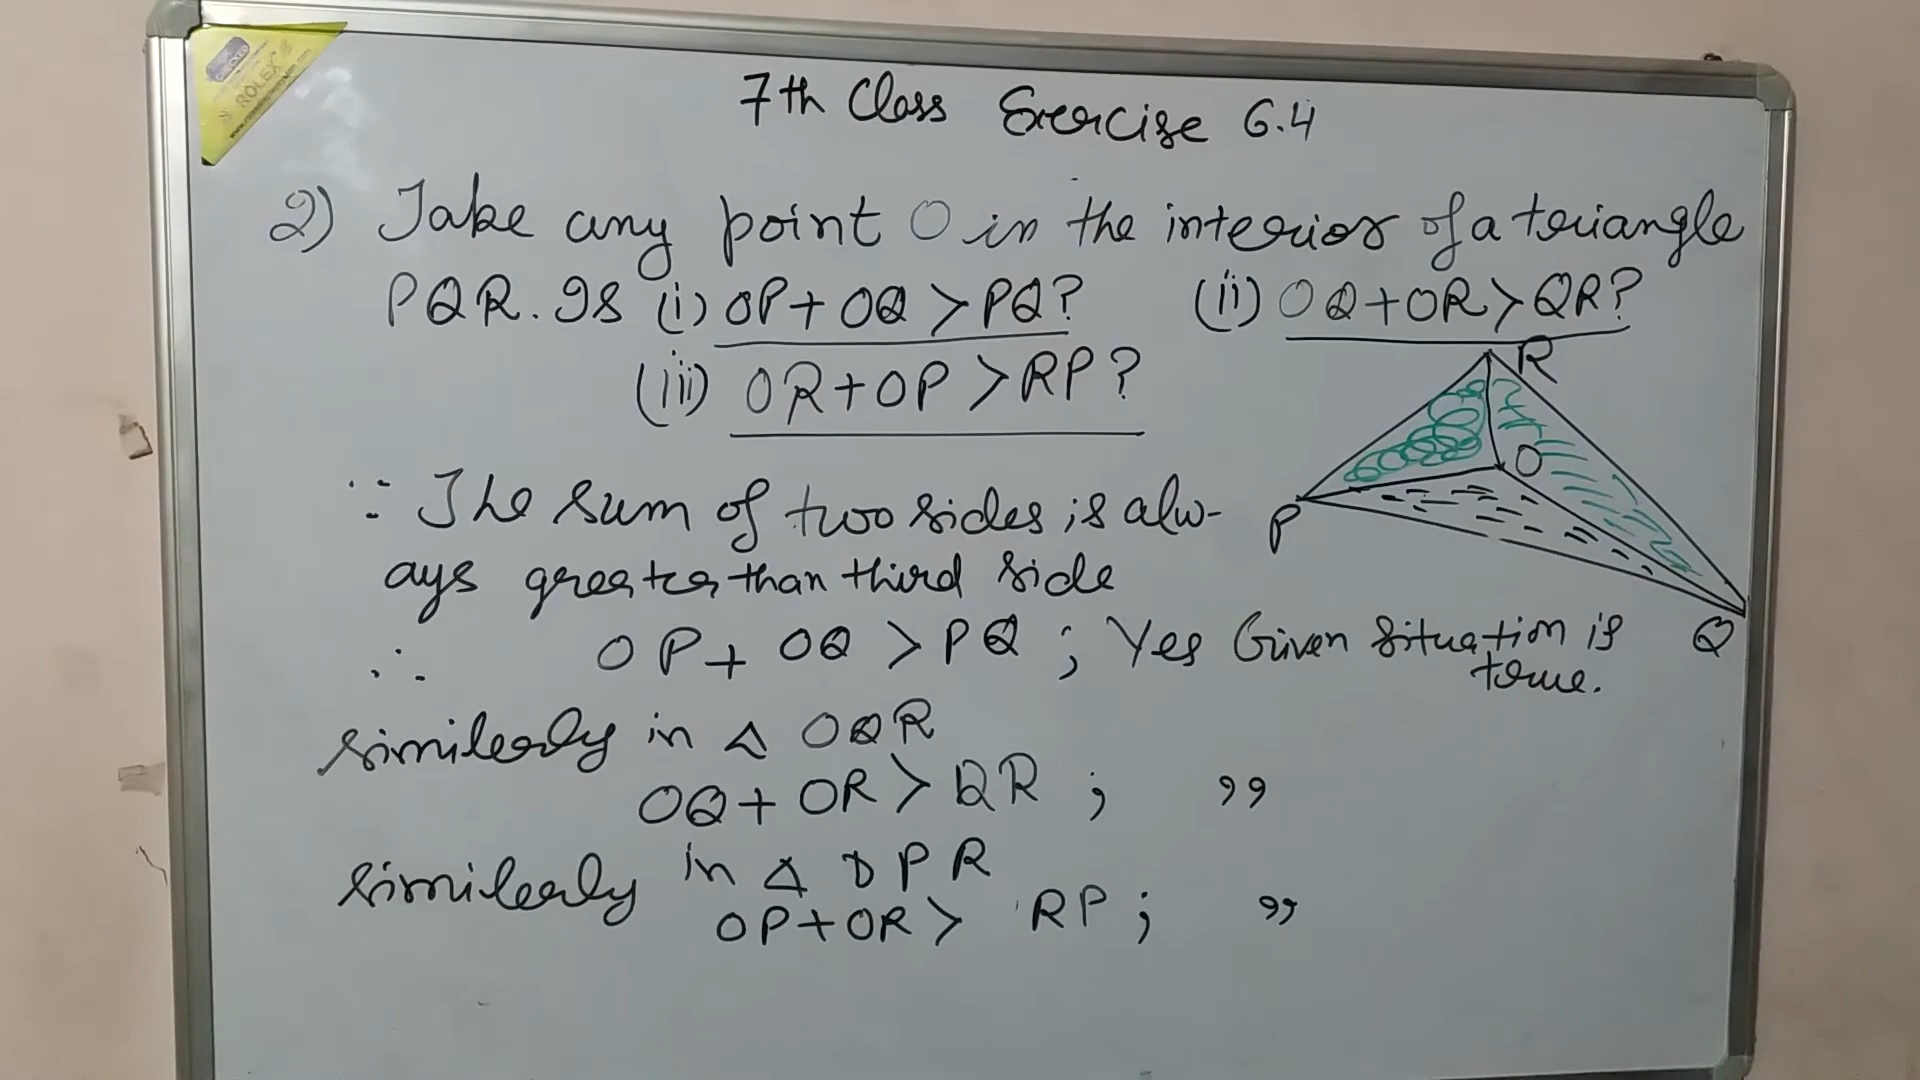 7th Class Exercise 6.4
2) Take any point O in the interior of a triangle
PQR. Is (i) OP + OQ > PQ? (ii) OQ + OR > QR?
(iii) OR + OP > RP?
R
O
P
Q
∵ The sum of two sides is alw-
ays greater than third side
∴ OP + OQ > PQ ; Yes Given situation is
true.
similerly in △ OQR
OQ + OR > QR ; ,,
similerly in △ OPR
OP + OR > RP ; ,,
ROLEX